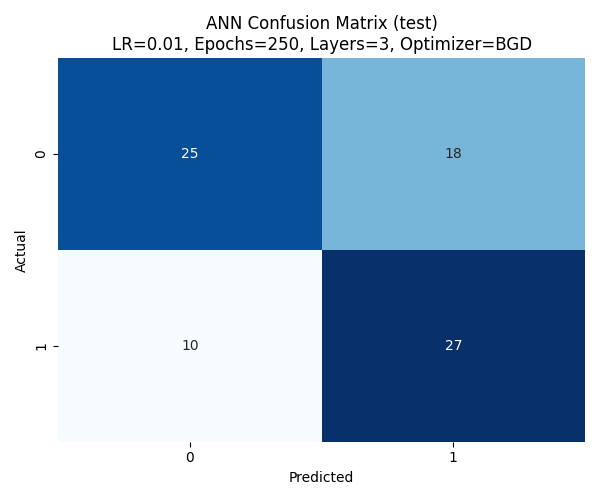 ANN Confusion Matrix (test)
LR=0.01, Epochs=250, Layers=3, Optimizer=BGD
0
25
18
Actual
1
10
27
0
1
Predicted